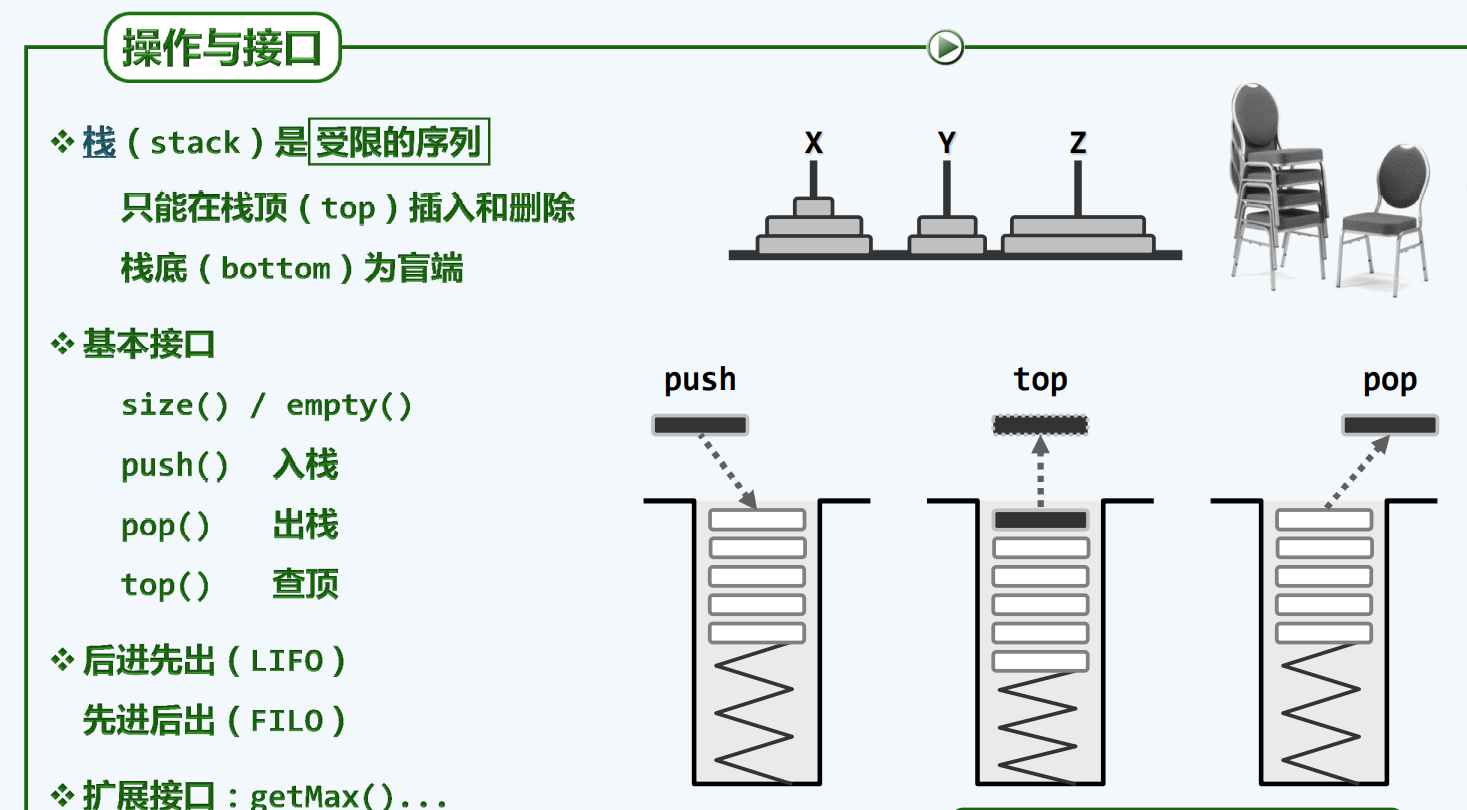 操作与接口
栈（stack）是受限的序列
只能在栈顶（top）插入和删除
栈底（bottom）为盲端
基本接口
size() / empty()
push() 入栈
pop() 出栈
top() 查顶
后进先出（LIFO）
先进后出（FILO）
扩展接口：getMax()...
X Y Z
push top pop